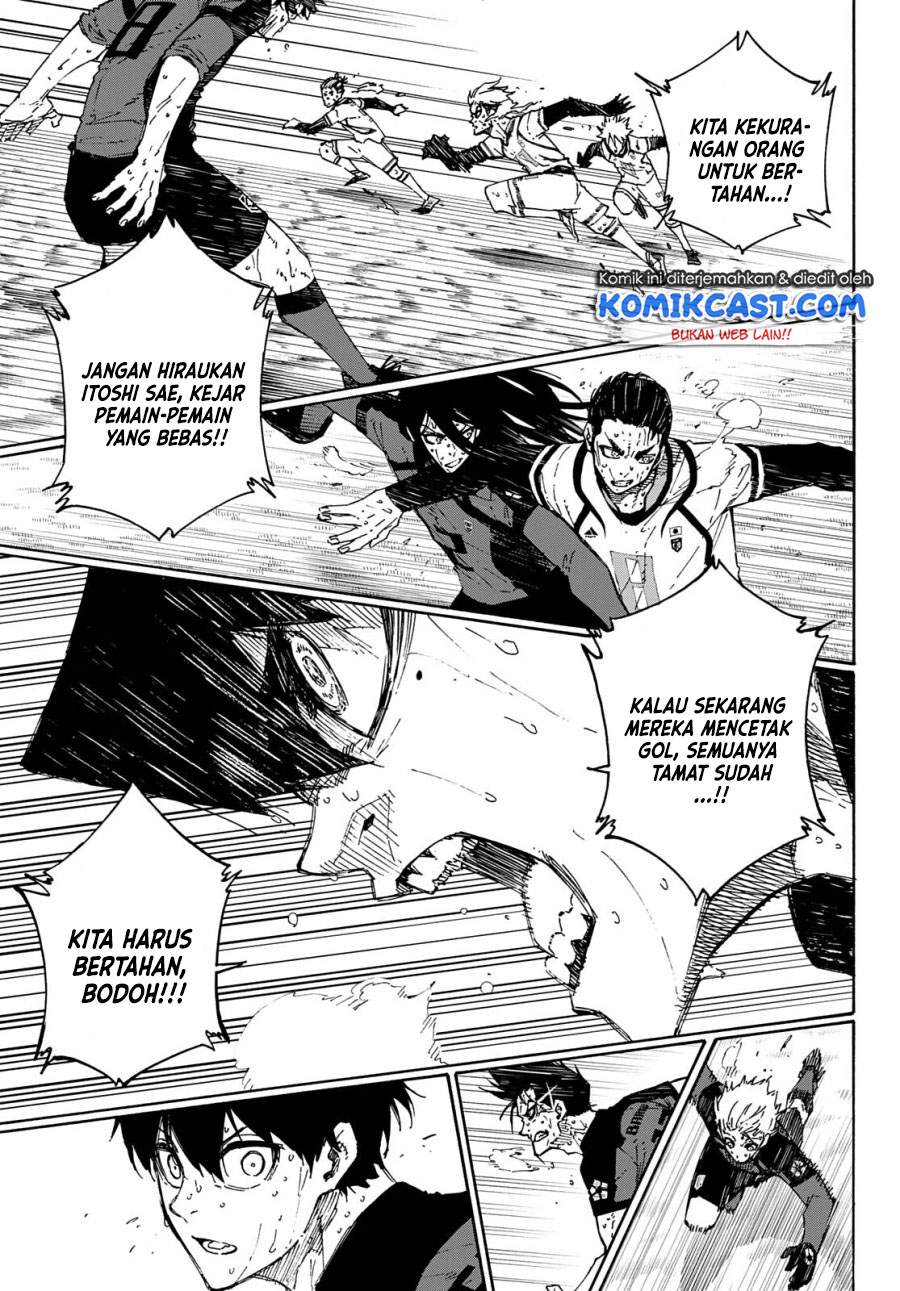 8
KITA KEKURA-
NGAN ORANG
UNTUK BER-
TAHAN...!
Komik ini diterjemahkan & diedit oleh
KOMIKCAST.COM
BUKAN WEB LAIN!!
JANGAN HIRAUKAN
ITOSHI SAE, KEJAR
PEMAIN-PEMAIN
YANG BEBAS!!
KALAU SEKARANG
MEREKA MENCETAK
GOL, SEMUANYA
TAMAT SUDAH
...!!
KITA HARUS
BERTAHAN,
BODOH!!!